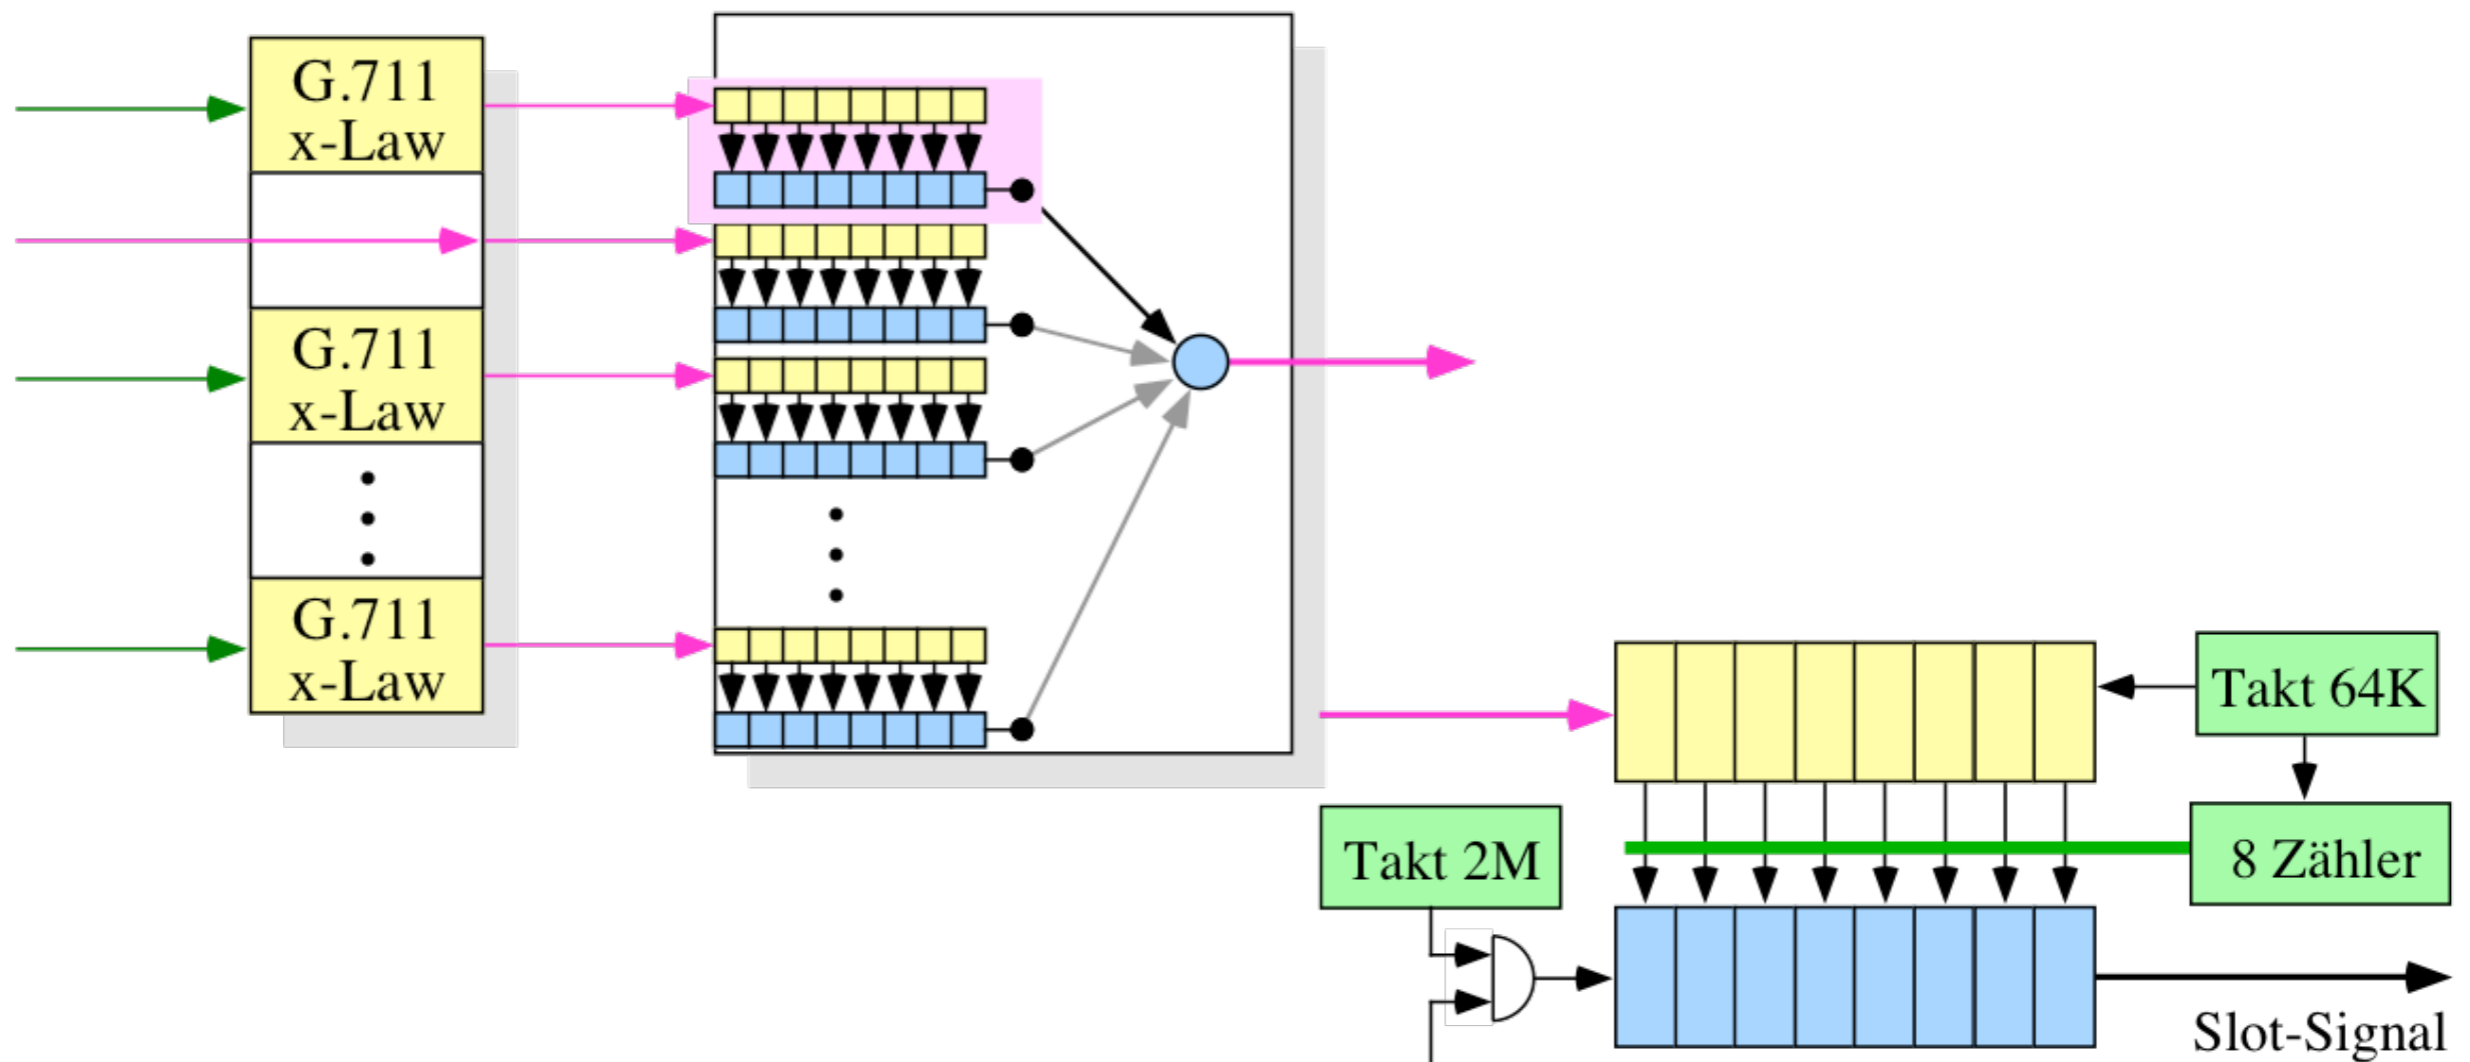 G.711
x-Law
G.711
x-Law
G.711
x-Law
Takt 64K
Takt 2M
8 Zähler
Slot-Signal